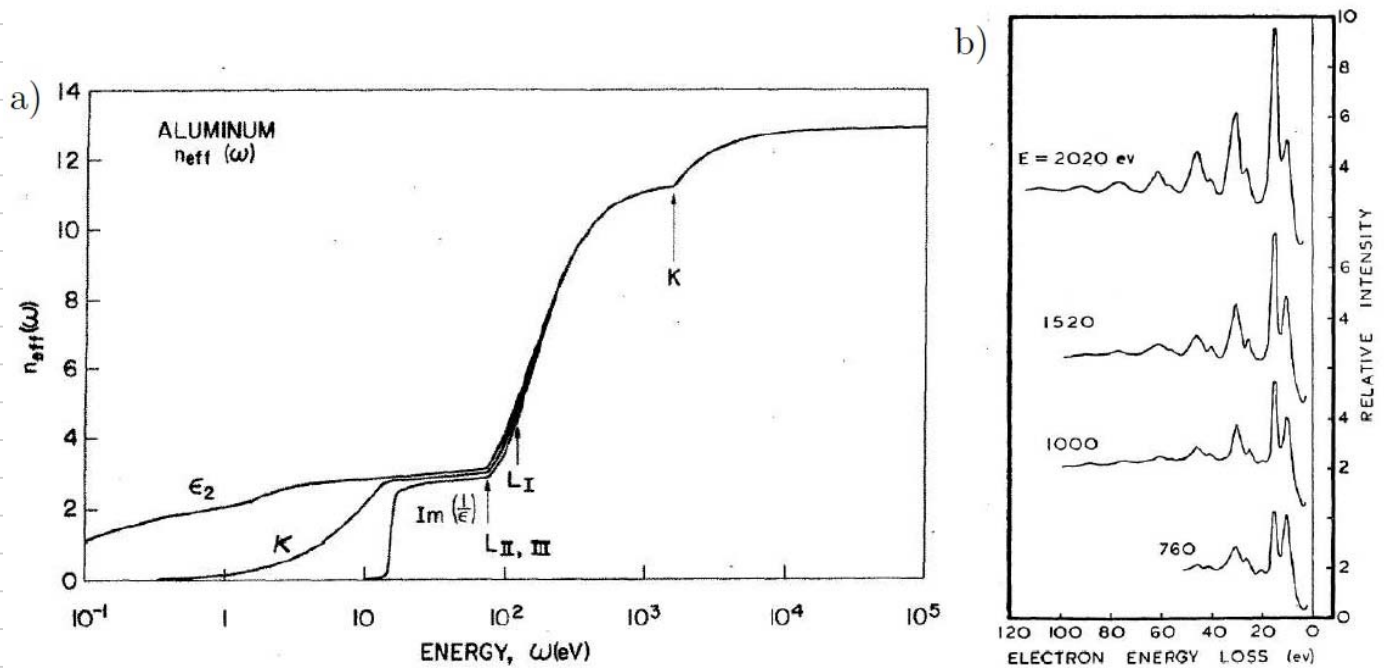 a)
14
12
10
8
6
4
2
0
n_eff(ω)
ALUMINUM
n_eff (ω)
ϵ₂
K
Im (1/ϵ)
L_II, III
L_I
K
10⁻¹
1
10
10²
10³
10⁴
10⁵
ENERGY, ω(eV)
b)
E = 2020 ev
1520
1000
760
10
8
6
4
6
4
4
2
2
0
RELATIVE INTENSITY
120 100 80 60 40 20 0
ELECTRON ENERGY LOSS (ev)